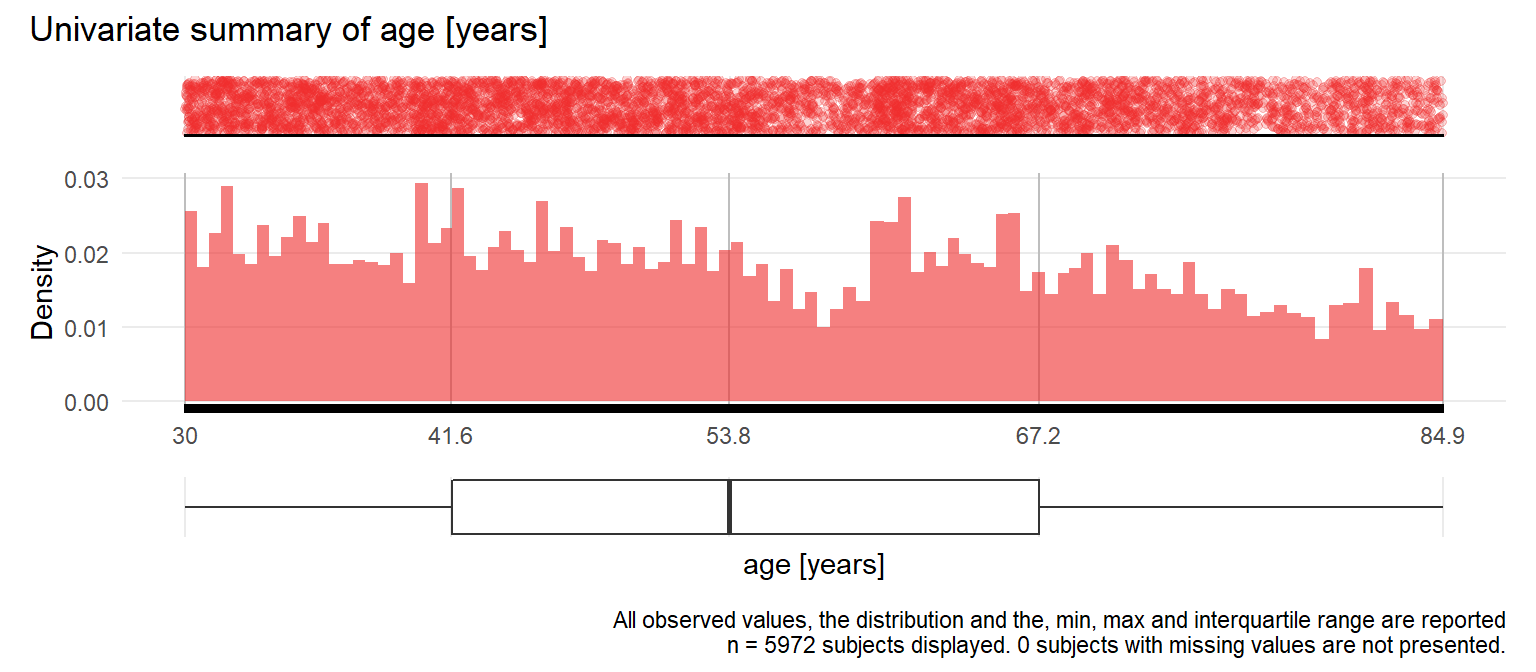 Univariate summary of age [years]
0.03
0.02
0.01
0.00
Density
30 41.6 53.8 67.2 84.9
age [years]
All observed values, the distribution and the, min, max and interquartile range are reported
n = 5972 subjects displayed. 0 subjects with missing values are not presented.